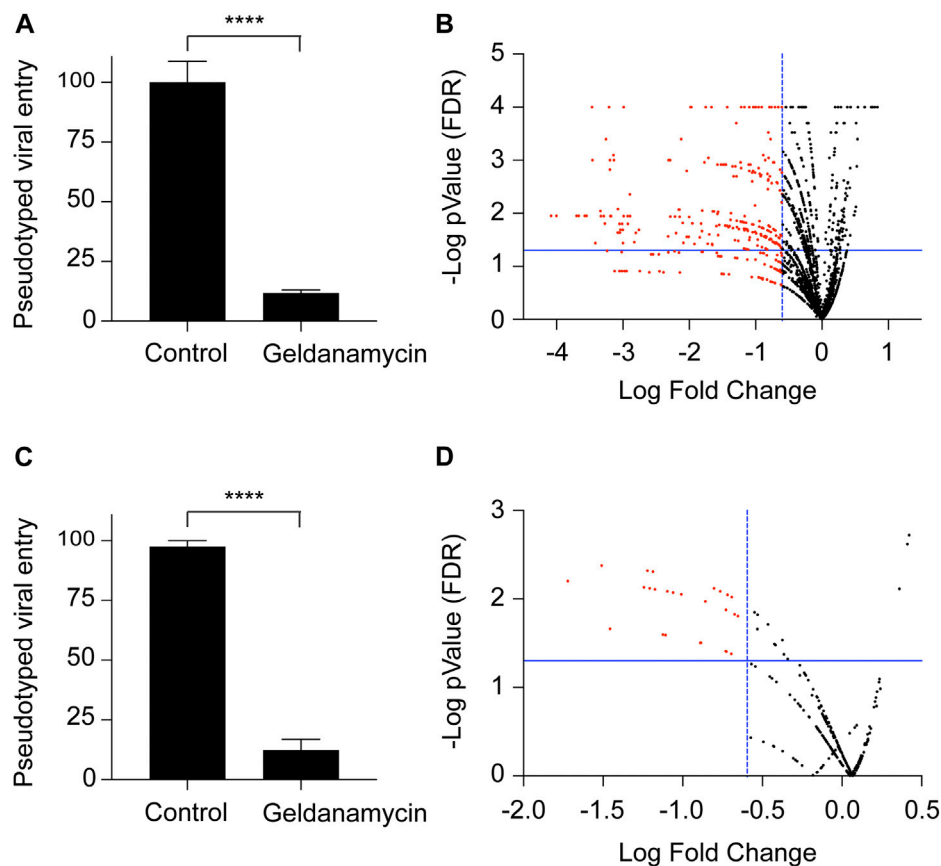 A
****
Pseudotyped viral entry
100
75
50
25
0
Control Geldanamycin
B
-Log pValue (FDR)
5
4
3
2
1
0
-4 -3 -2 -1 0 1
Log Fold Change
C
****
Pseudotyped viral entry
100
75
50
25
0
Control Geldanamycin
D
-Log pValue (FDR)
3
2
1
0
-2.0 -1.5 -1.0 -0.5 0.0 0.5
Log Fold Change